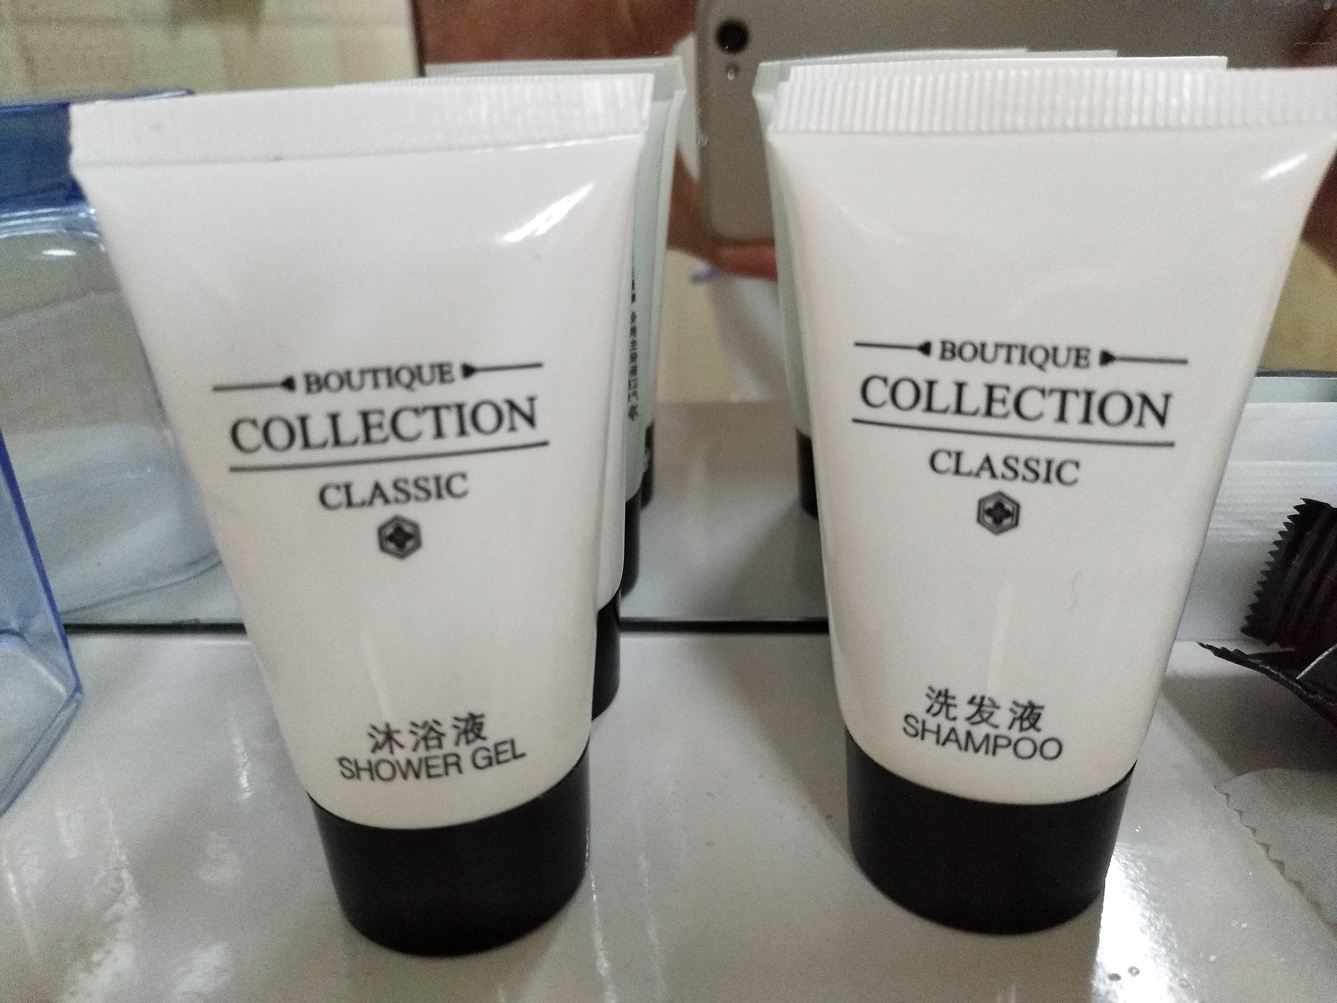 BOUTIQUE
COLLECTION
CLASSIC
沐浴液
SHOWER GEL
BOUTIQUE
COLLECTION
CLASSIC
洗发液
SHAMPOO